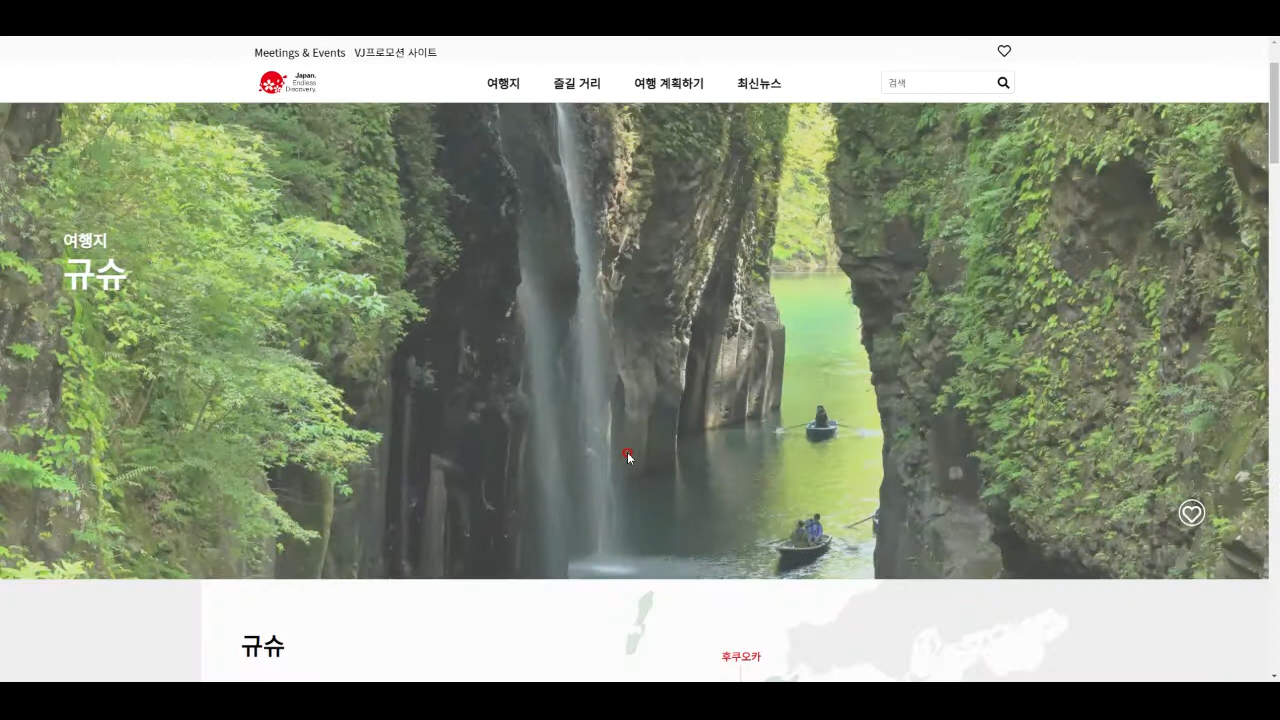 Meetings & Events VJ프로모션 사이트
Japan.
Endless
Discovery.
여행지 즐길 거리 여행 계획하기 최신뉴스
검색
여행지
규슈
규슈
후쿠오카